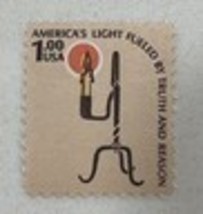 AMERICA'S LIGHT FUELED BY TRUTH AND REASON
1.00
USA